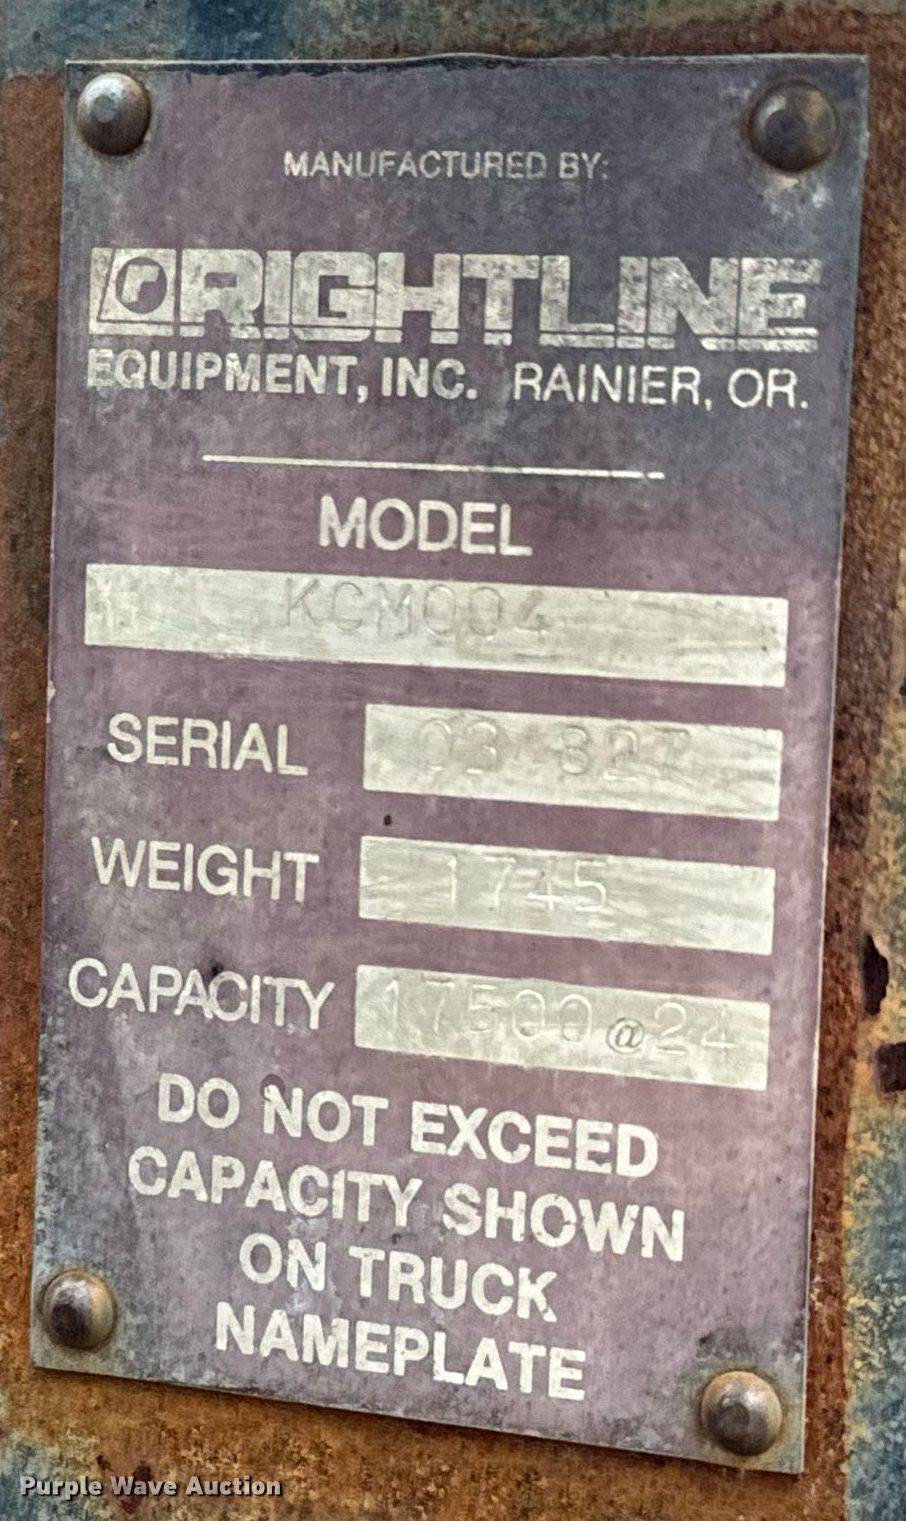 MANUFACTURED BY:
RIGHTLINE
EQUIPMENT, INC. RAINIER, OR.
MODEL
KCM004
SERIAL 03 827
WEIGHT 1745
CAPACITY 17500@24
DO NOT EXCEED
CAPACITY SHOWN
ON TRUCK
NAMEPLATE
Purple Wave Auction